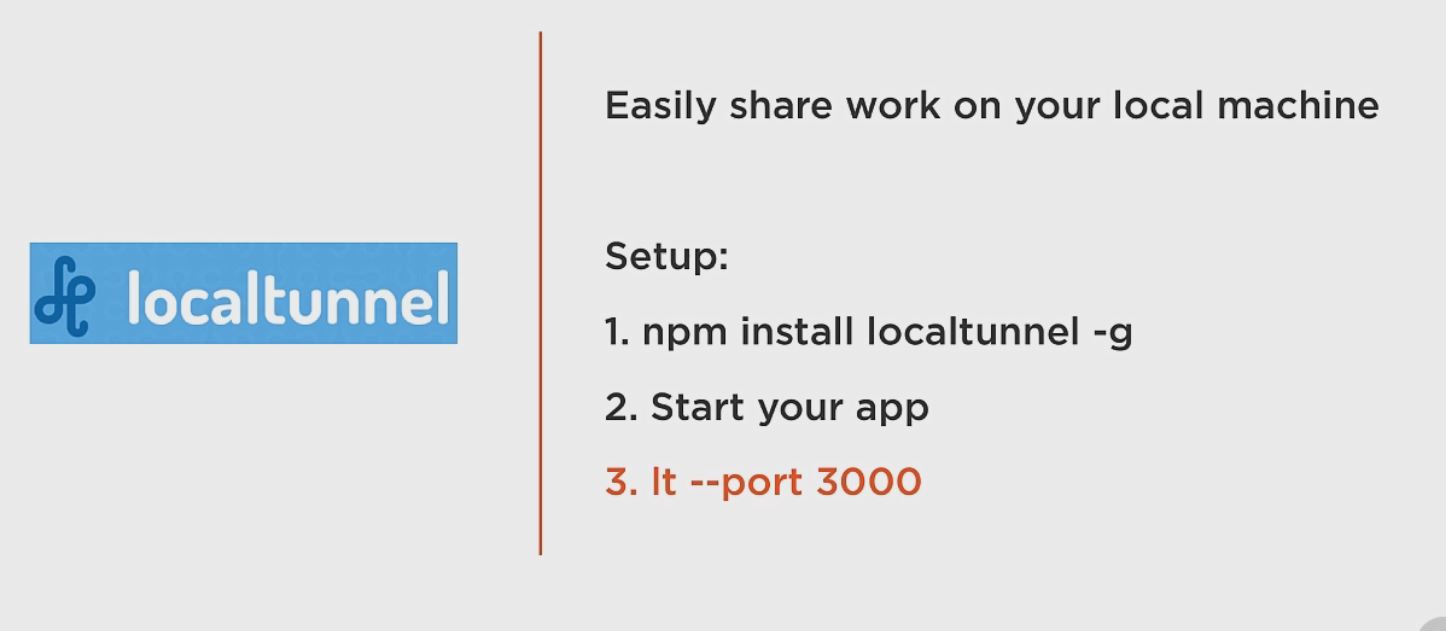 localtunnel
Easily share work on your local machine
Setup:
1. npm install localtunnel -g
2. Start your app
3. lt --port 3000